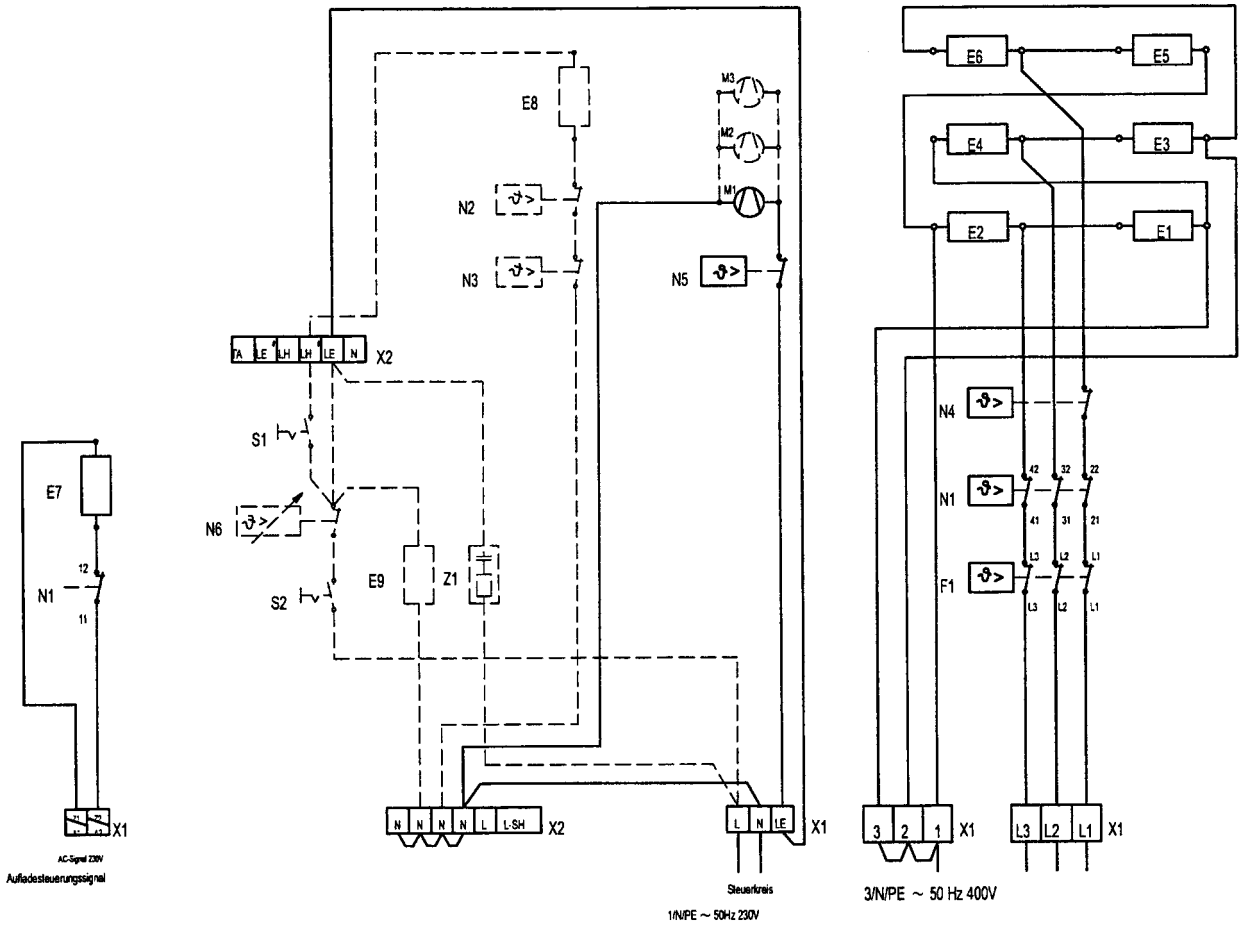 M3
E6
E5
E8
M2
E4
E3
M1
N2
ϑ>
E2
E1
N3
ϑ>
N5
ϑ>
TA LE LH LH LE N X2
N4
ϑ>
S1
E7
42 32 22
N1
ϑ>
N6
ϑ>
41 31 21
12
E9
Z1
L3 L2 L1
N1
S2
F1
ϑ>
11
L3 L2 L1
X1
N N N N L L-SH X2
L N LE X1
3 2 1 X1
L3 L2 L1 X1
AC-Signal 230V
Aufladesteuerungssignal
Steuerkreis
3/N/PE ~ 50 Hz 400V
1/N/PE ~ 50Hz 230V